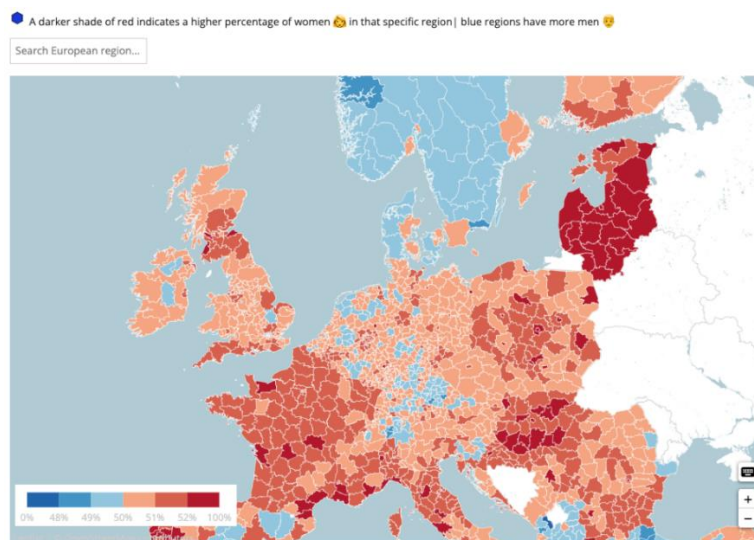 A darker shade of red indicates a higher percentage of women 👩 in that specific region| blue regions have more men 👨
Search European region...
0% 48% 49% 50% 51% 52% 100%
+
−